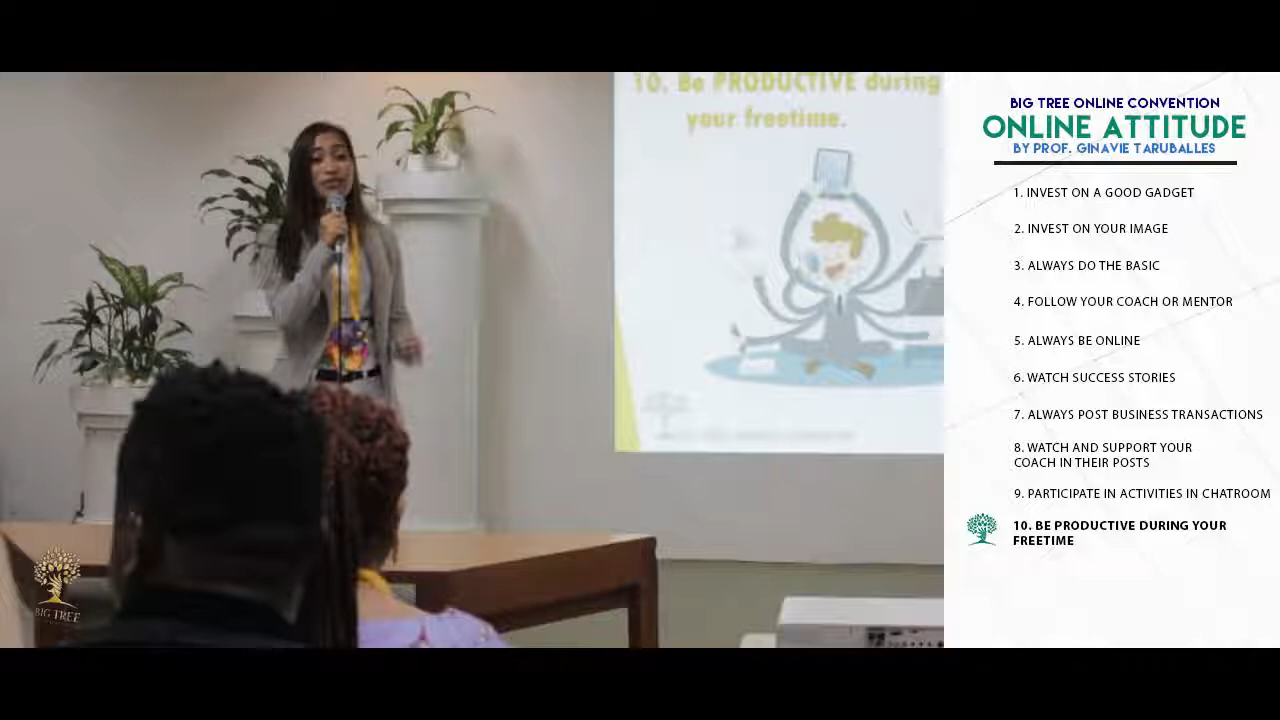 10. Be PRODUCTIVE during
your freetime.
BIG TREE
BIG TREE ONLINE CONVENTION
ONLINE ATTITUDE
BY PROF. GINAVIE TARUBALLES
1. INVEST ON A GOOD GADGET
2. INVEST ON YOUR IMAGE
3. ALWAYS DO THE BASIC
4. FOLLOW YOUR COACH OR MENTOR
5. ALWAYS BE ONLINE
6. WATCH SUCCESS STORIES
7. ALWAYS POST BUSINESS TRANSACTIONS
8. WATCH AND SUPPORT YOUR
COACH IN THEIR POSTS
9. PARTICIPATE IN ACTIVITIES IN CHATROOM
10. BE PRODUCTIVE DURING YOUR
FREETIME